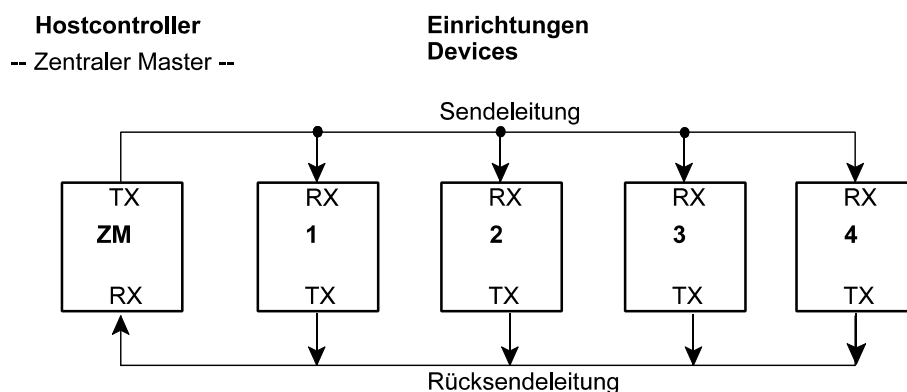 Hostcontroller
-- Zentraler Master --
Einrichtungen
Devices
Sendeleitung
TX
RX
RX
RX
RX
ZM
1
2
3
4
RX
TX
TX
TX
TX
Rücksendeleitung